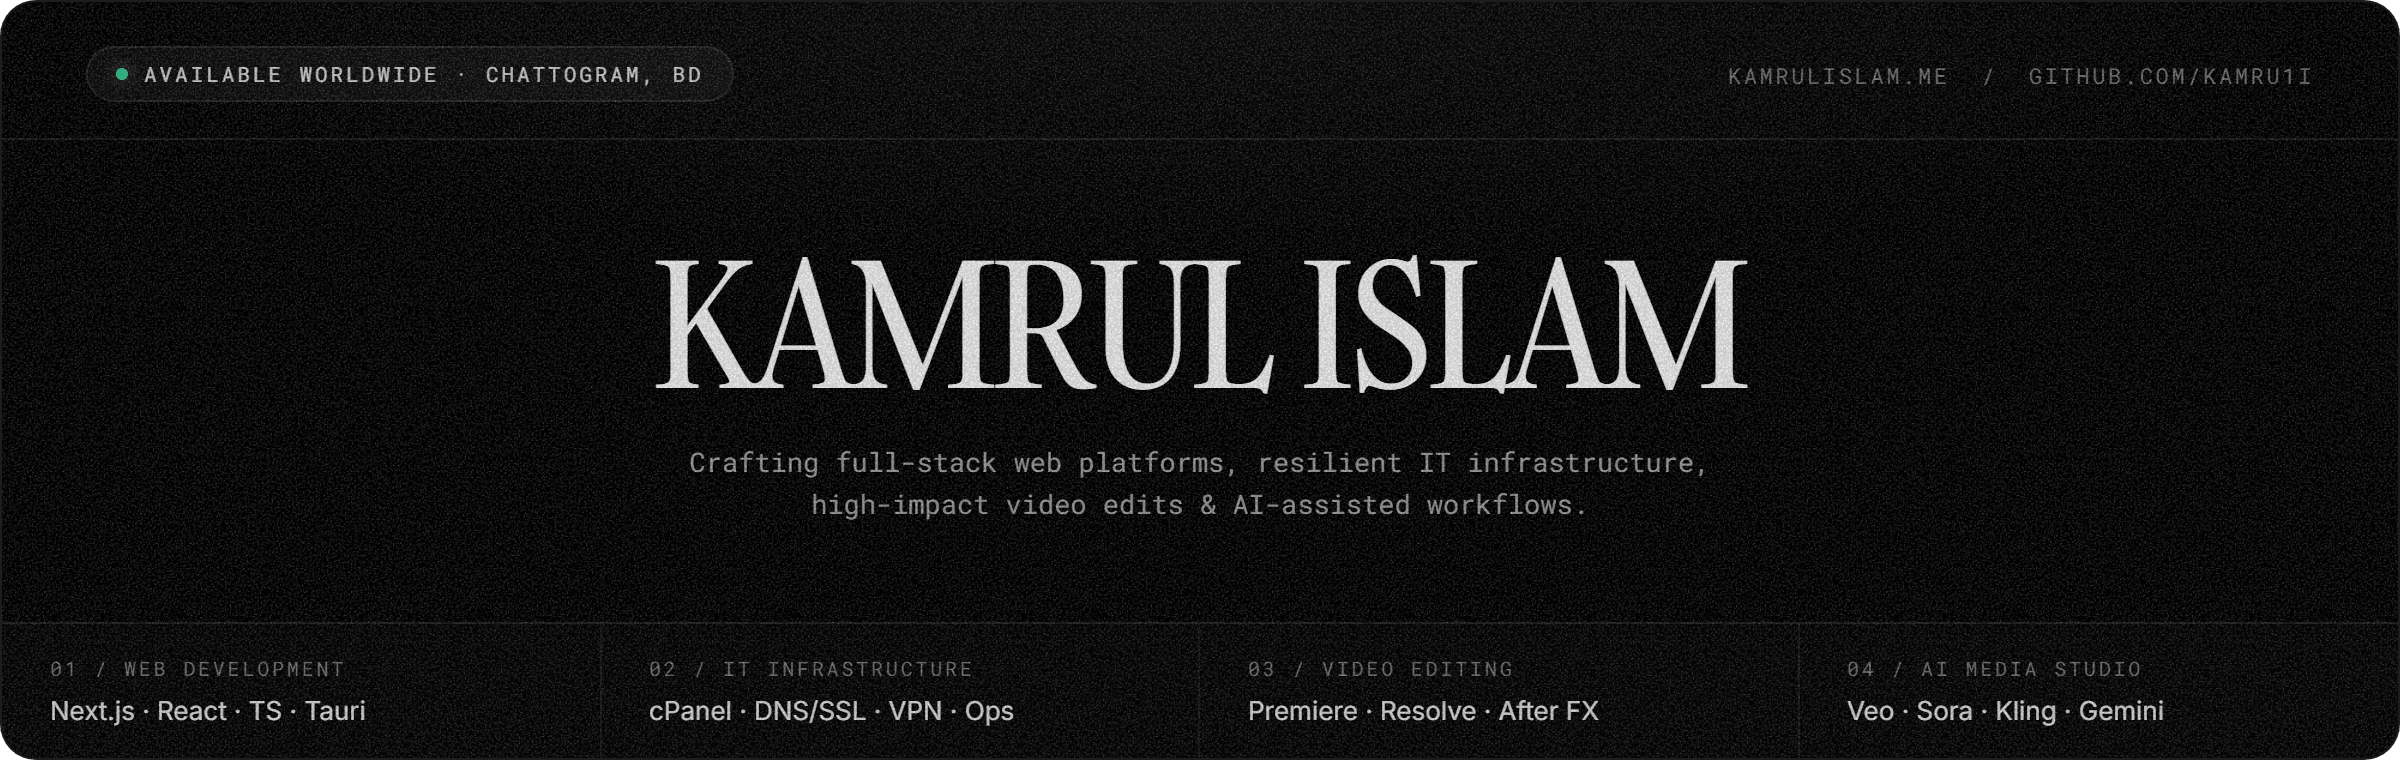 AVAILABLE WORLDWIDE · CHATTOGRAM, BD
KAMRULISLAM.ME / GITHUB.COM/KAMRU1I
KAMRUL ISLAM
Crafting full-stack web platforms, resilient IT infrastructure,
high-impact video edits & AI-assisted workflows.
01 / WEB DEVELOPMENT
Next.js · React · TS · Tauri
02 / IT INFRASTRUCTURE
cPanel · DNS/SSL · VPN · Ops
03 / VIDEO EDITING
Premiere · Resolve · After FX
04 / AI MEDIA STUDIO
Veo · Sora · Kling · Gemini